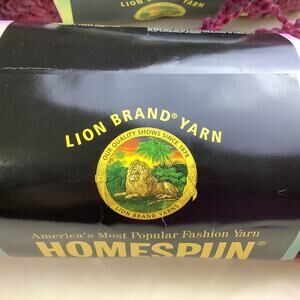 LION BRAND® YARN
OUR QUALITY SHOWS SINCE 1878
LION BRAND YARNS
America's Most Popular Fashion Yarn
HOMESPUN®